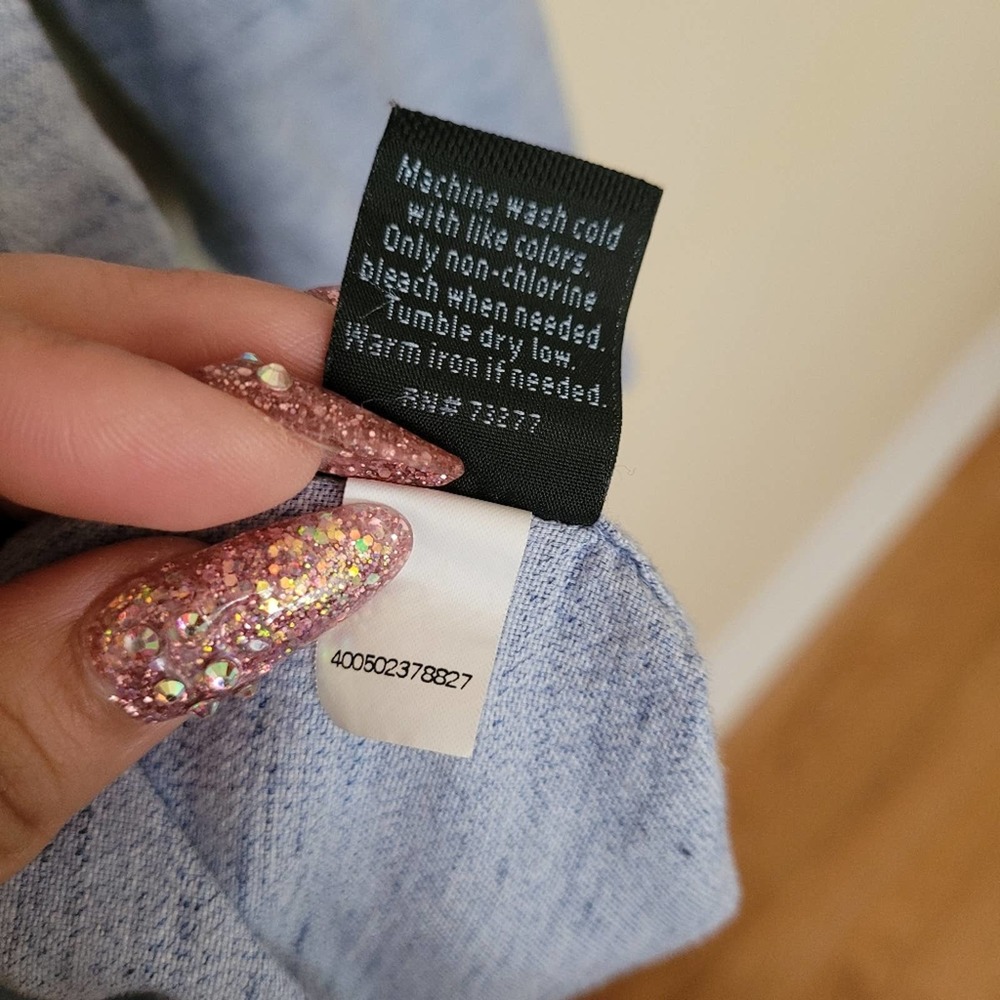 Machine wash cold
with like colors.
Only non-chlorine
bleach when needed.
Tumble dry low.
Warm iron if needed.
RN# 73277
400502378827